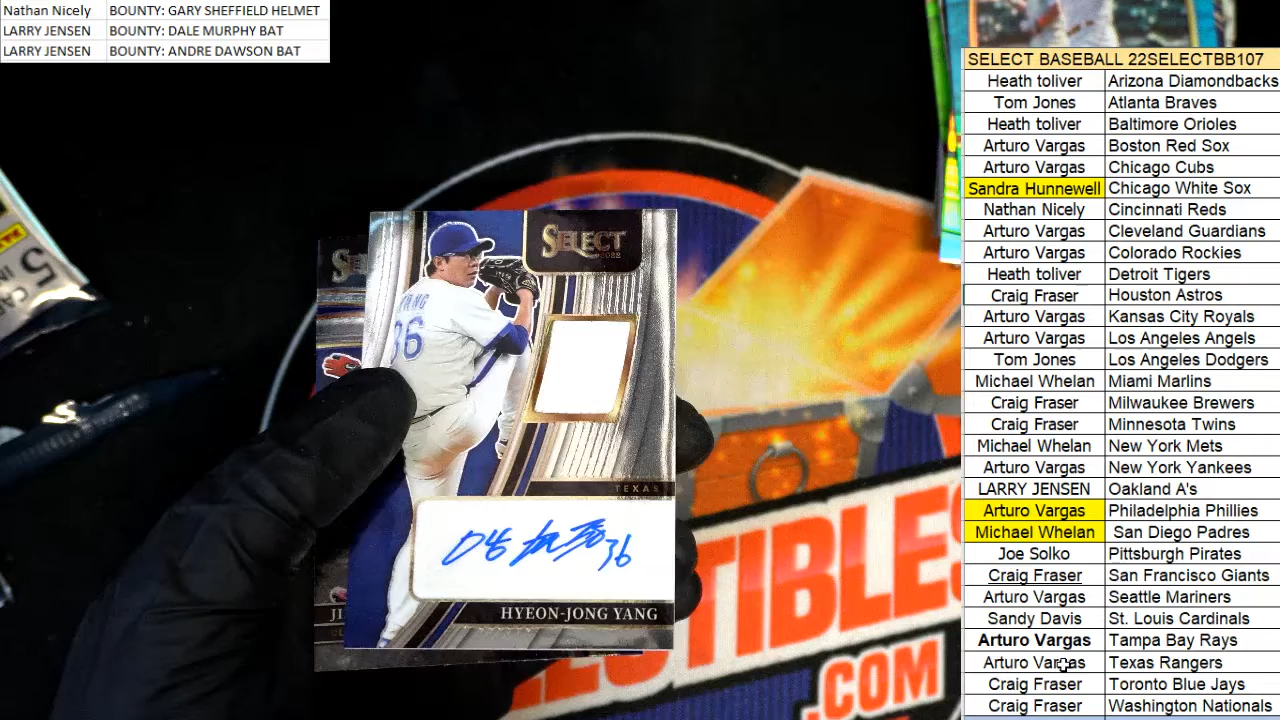 Nathan Nicely BOUNTY: GARY SHEFFIELD HELMET
LARRY JENSEN BOUNTY: DALE MURPHY BAT
LARRY JENSEN BOUNTY: ANDRE DAWSON BAT
SELECT BASEBALL 22SELECTBB107
Heath toliver Arizona Diamondbacks
Tom Jones Atlanta Braves
Heath toliver Baltimore Orioles
Arturo Vargas Boston Red Sox
Arturo Vargas Chicago Cubs
Sandra Hunnewell Chicago White Sox
Nathan Nicely Cincinnati Reds
Arturo Vargas Cleveland Guardians
Arturo Vargas Colorado Rockies
Heath toliver Detroit Tigers
Craig Fraser Houston Astros
Arturo Vargas Kansas City Royals
Arturo Vargas Los Angeles Angels
Tom Jones Los Angeles Dodgers
Michael Whelan Miami Marlins
Craig Fraser Milwaukee Brewers
Craig Fraser Minnesota Twins
Michael Whelan New York Mets
Arturo Vargas New York Yankees
LARRY JENSEN Oakland A's
Arturo Vargas Philadelphia Phillies
Michael Whelan San Diego Padres
Joe Solko Pittsburgh Pirates
Craig Fraser San Francisco Giants
Arturo Vargas Seattle Mariners
Sandy Davis St. Louis Cardinals
Arturo Vargas Tampa Bay Rays
Arturo Vargas Texas Rangers
Craig Fraser Toronto Blue Jays
Craig Fraser Washington Nationals
SELECT
2022
36
TEXAS
36
HYEON-JONG YANG
TIBLES
.COM